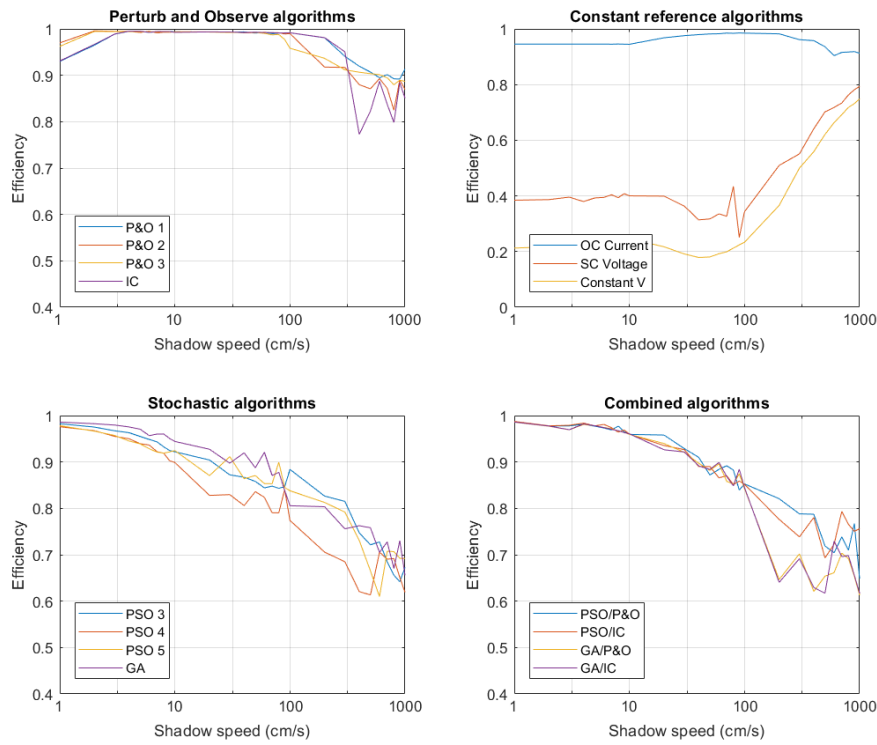 Perturb and Observe algorithms
1
0.9
0.8
0.7
0.6
0.5
0.4
Efficiency
P&O 1
P&O 2
P&O 3
IC
1
10
100
1000
Shadow speed (cm/s)
Constant reference algorithms
1
0.8
0.6
0.4
0.2
0
Efficiency
OC Current
SC Voltage
Constant V
1
10
100
1000
Shadow speed (cm/s)
Stochastic algorithms
1
0.9
0.8
0.7
0.6
0.5
0.4
Efficiency
PSO 3
PSO 4
PSO 5
GA
1
10
100
1000
Shadow speed (cm/s)
Combined algorithms
1
0.9
0.8
0.7
0.6
0.5
0.4
Efficiency
PSO/P&O
PSO/IC
GA/P&O
GA/IC
1
10
100
1000
Shadow speed (cm/s)